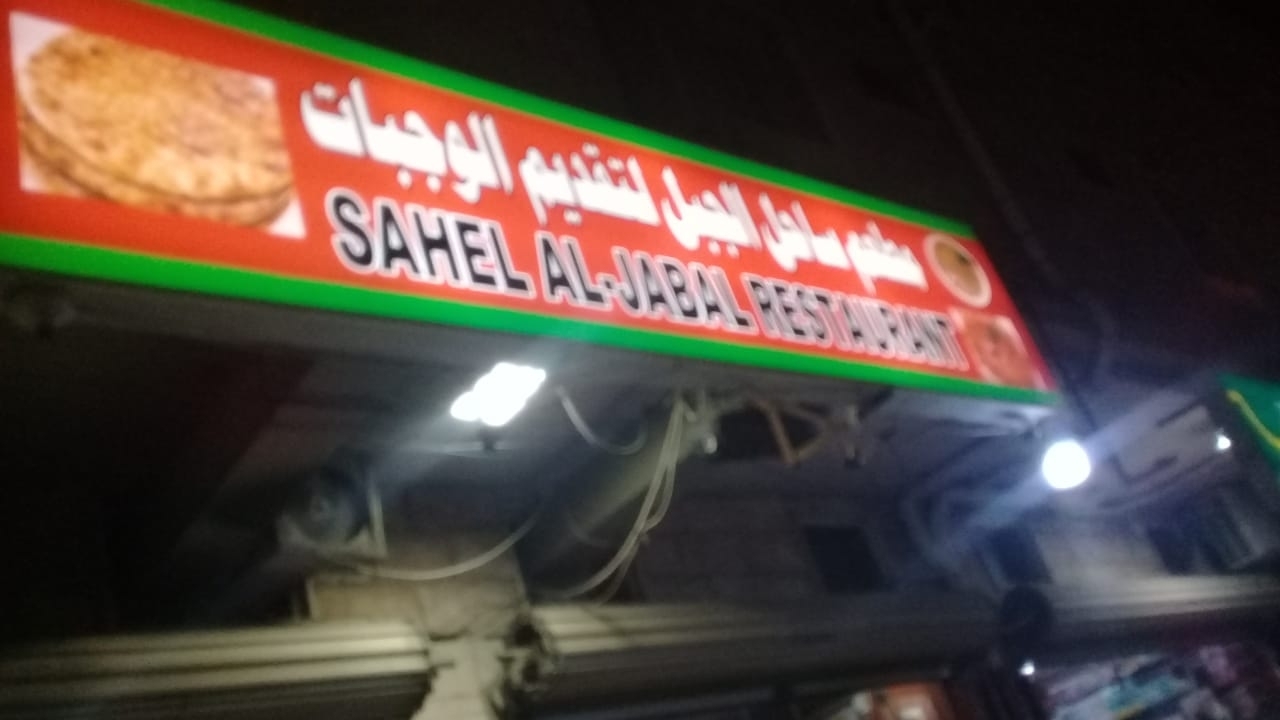 مطعم ساحل الجبل لتقديم الوجبات
SAHEL AL-JABAL RESTAURANT